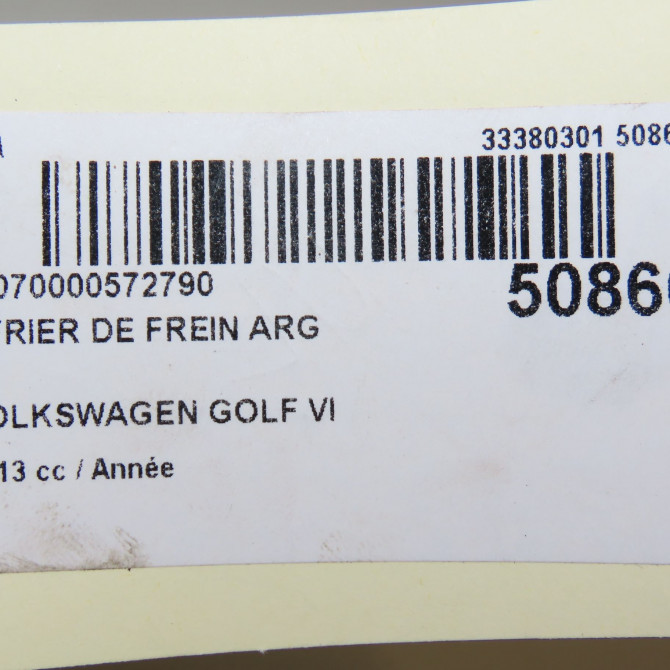 33380301 5086
070000572790
5086
TRIER DE FREIN ARG
OLKSWAGEN GOLF VI
13 cc / Année